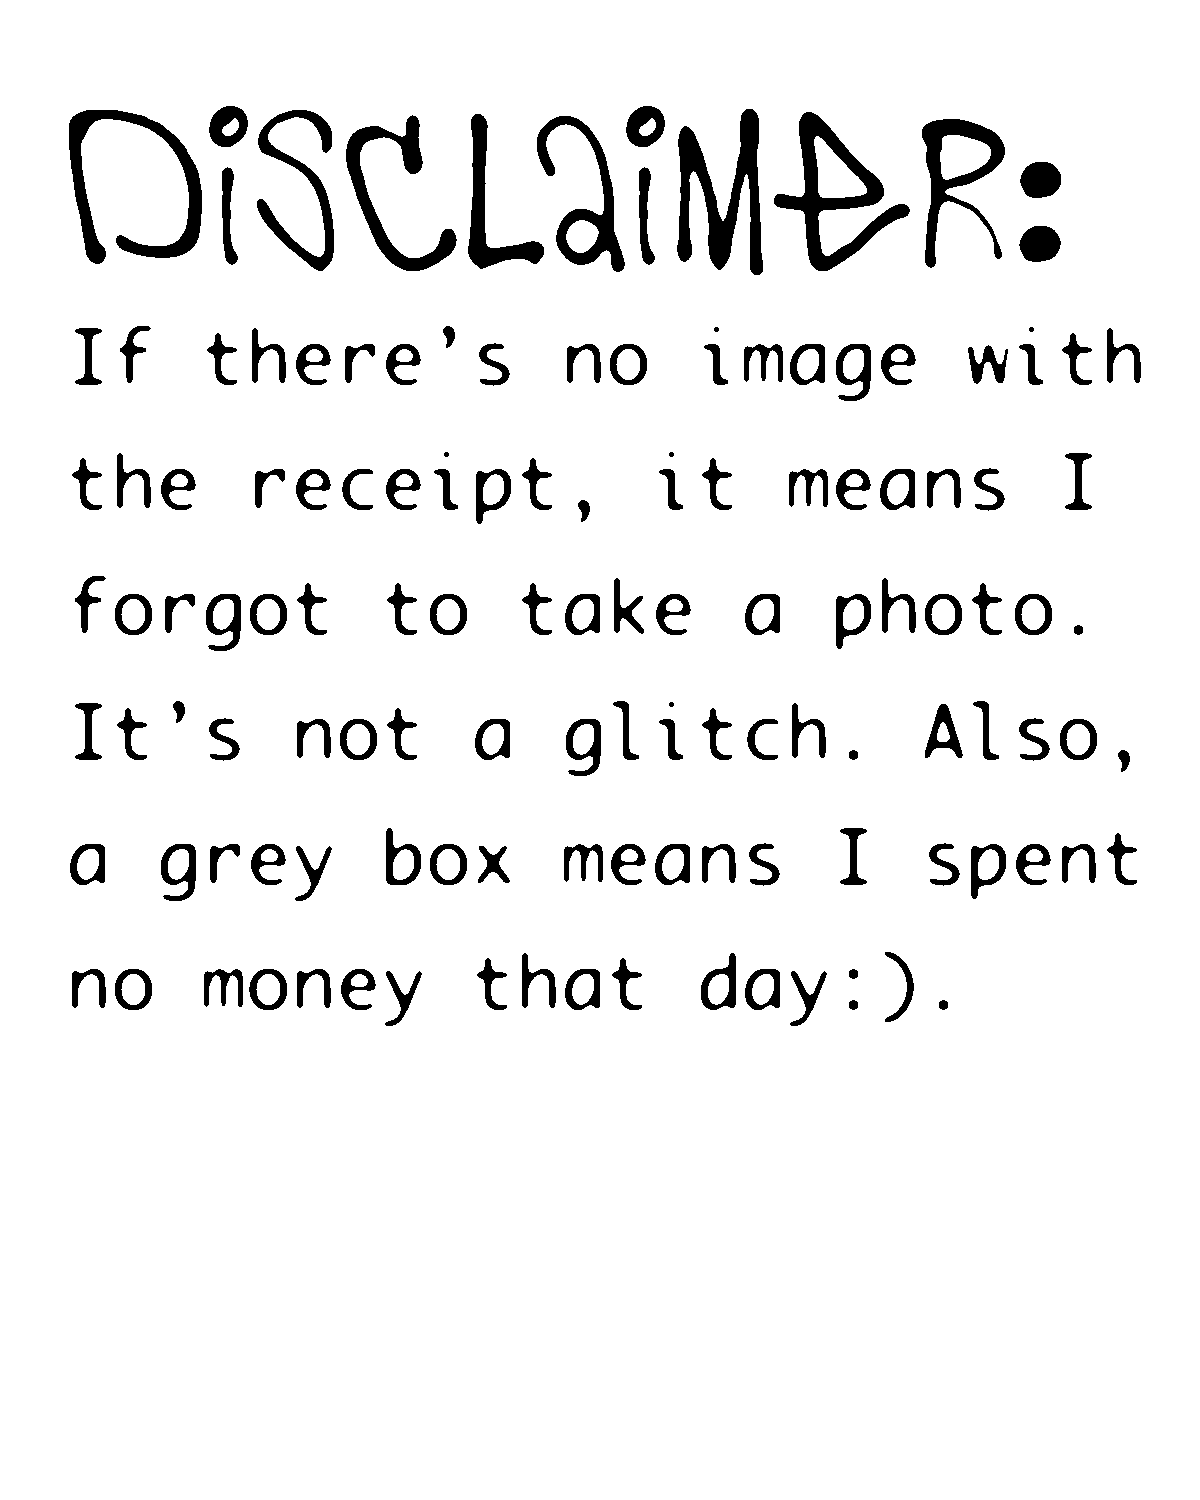 DiSCLaiMeR:
If there’s no image with
the receipt, it means I
forgot to take a photo.
It’s not a glitch. Also,
a grey box means I spent
no money that day:).